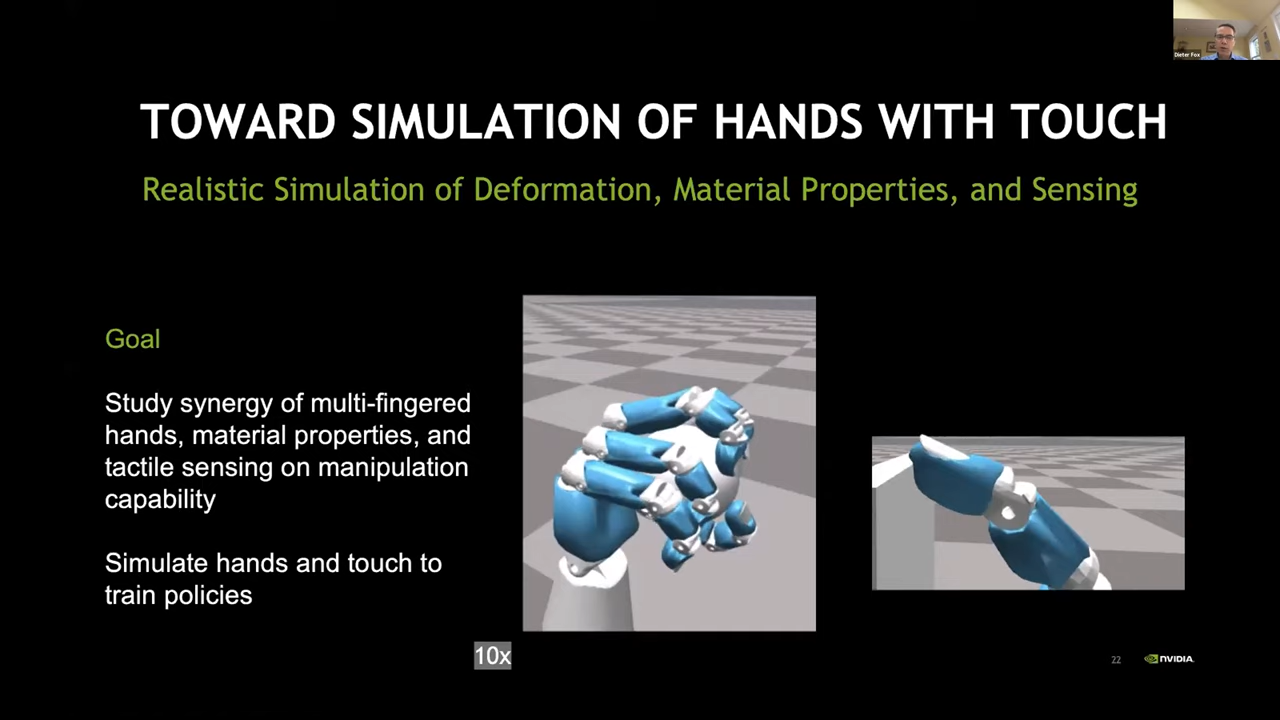 Dieter Fox
TOWARD SIMULATION OF HANDS WITH TOUCH
Realistic Simulation of Deformation, Material Properties, and Sensing
Goal
Study synergy of multi-fingered
hands, material properties, and
tactile sensing on manipulation
capability
Simulate hands and touch to
train policies
10x
22
NVIDIA.